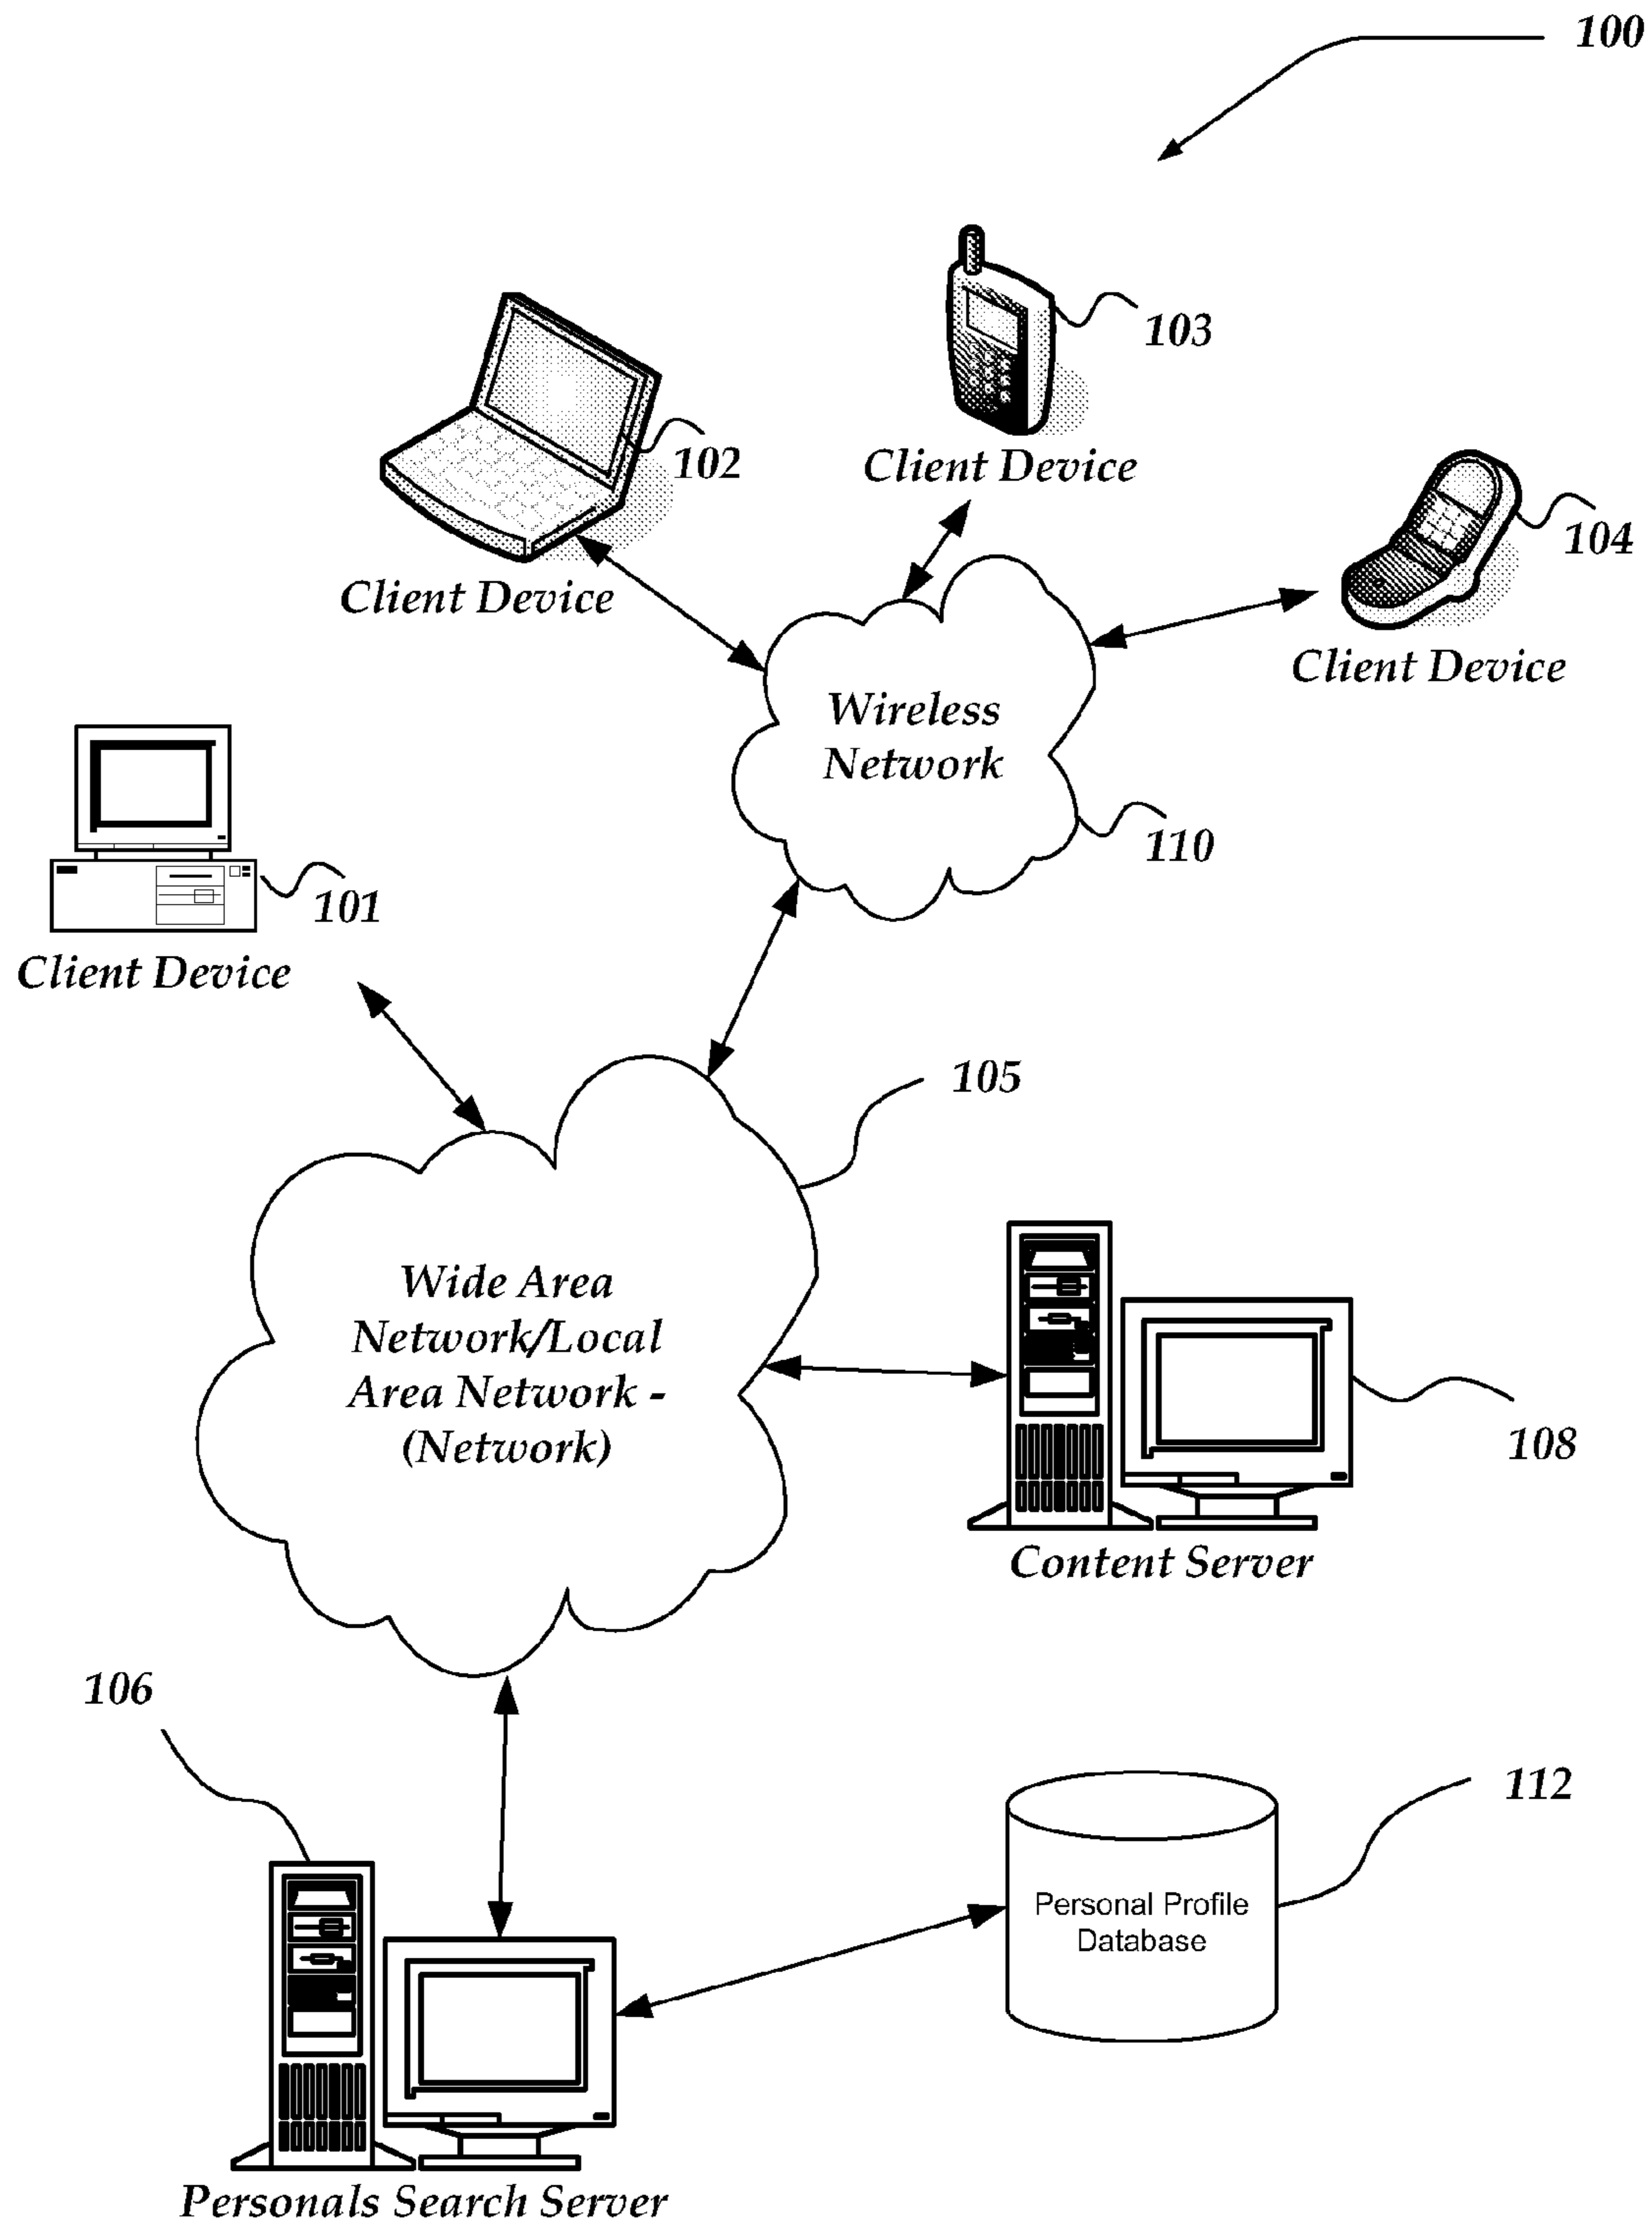 100
103
102
Client Device
104
Client Device
Client Device
Wireless
Network
110
101
Client Device
105
Wide Area
Network/Local
Area Network -
(Network)
108
Content Server
106
112
Personal Profile
Database
Personals Search Server